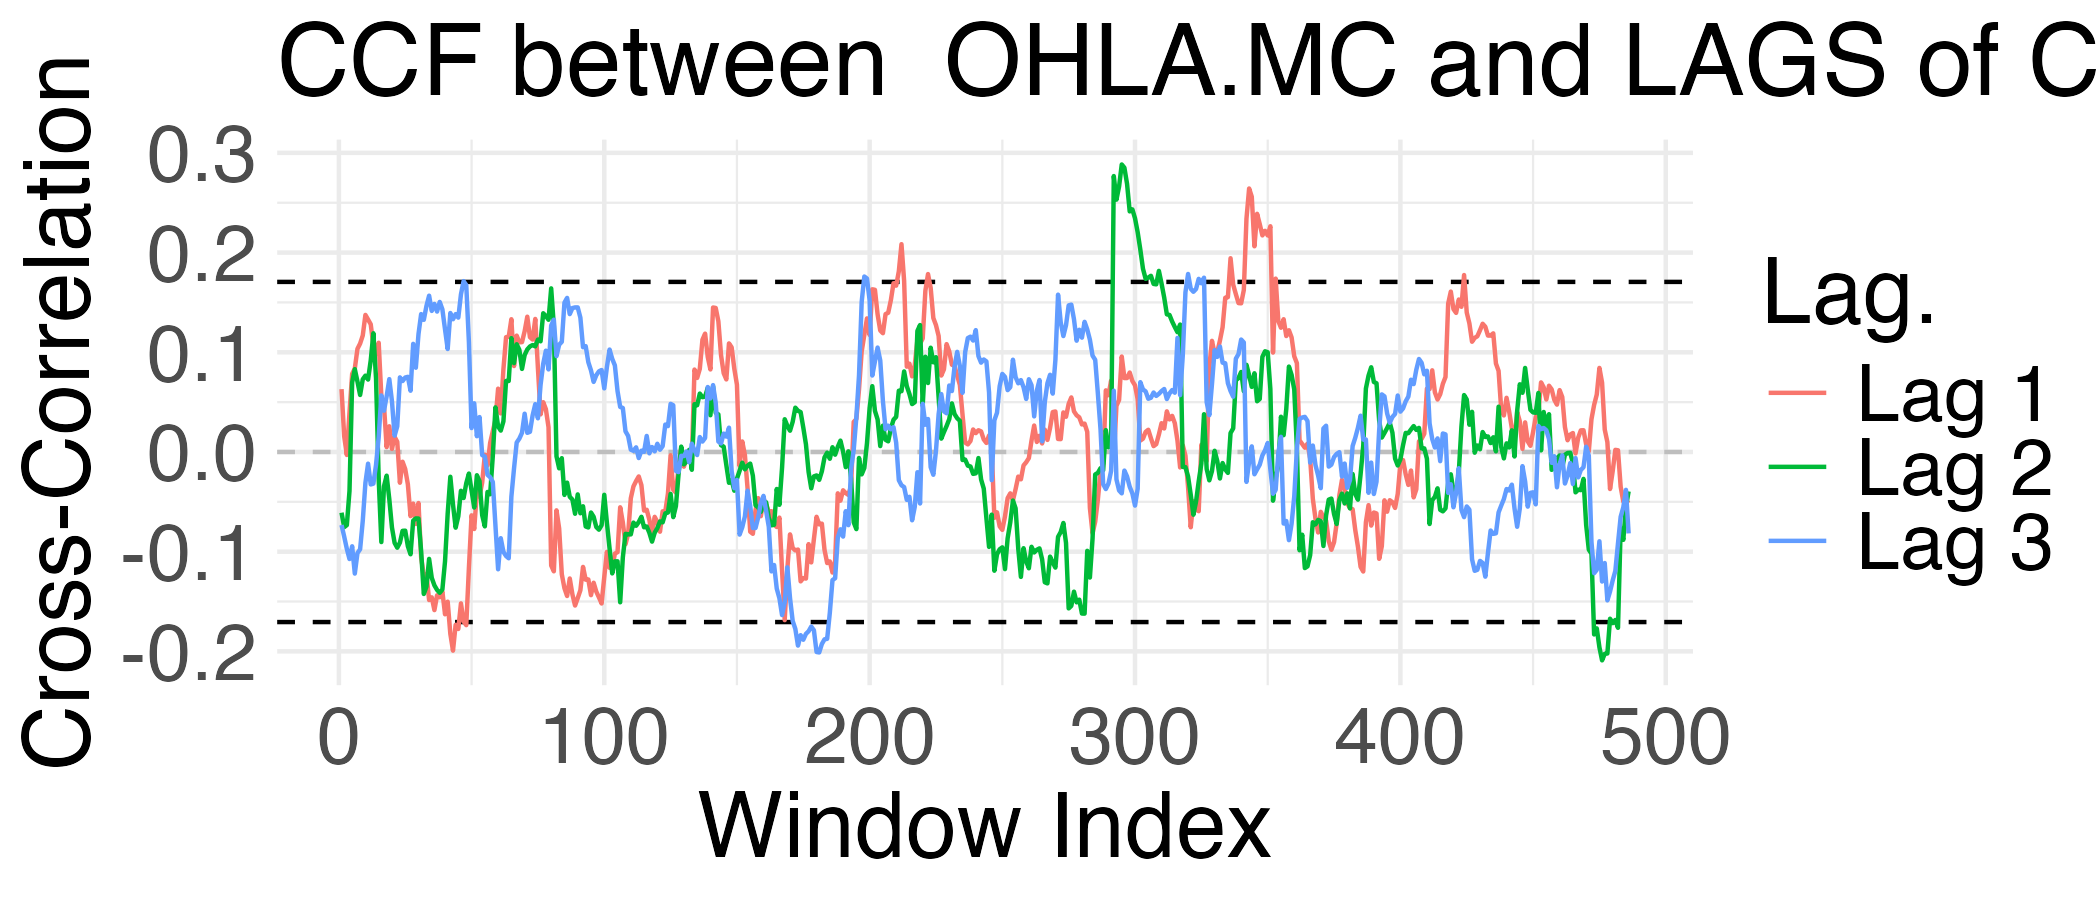 CCF between OHLA.MC and LAGS of C
Cross-Correlation
0.3
0.2
0.1
0.0
-0.1
-0.2
0 100 200 300 400 500
Window Index
Lag.
Lag 1
Lag 2
Lag 3